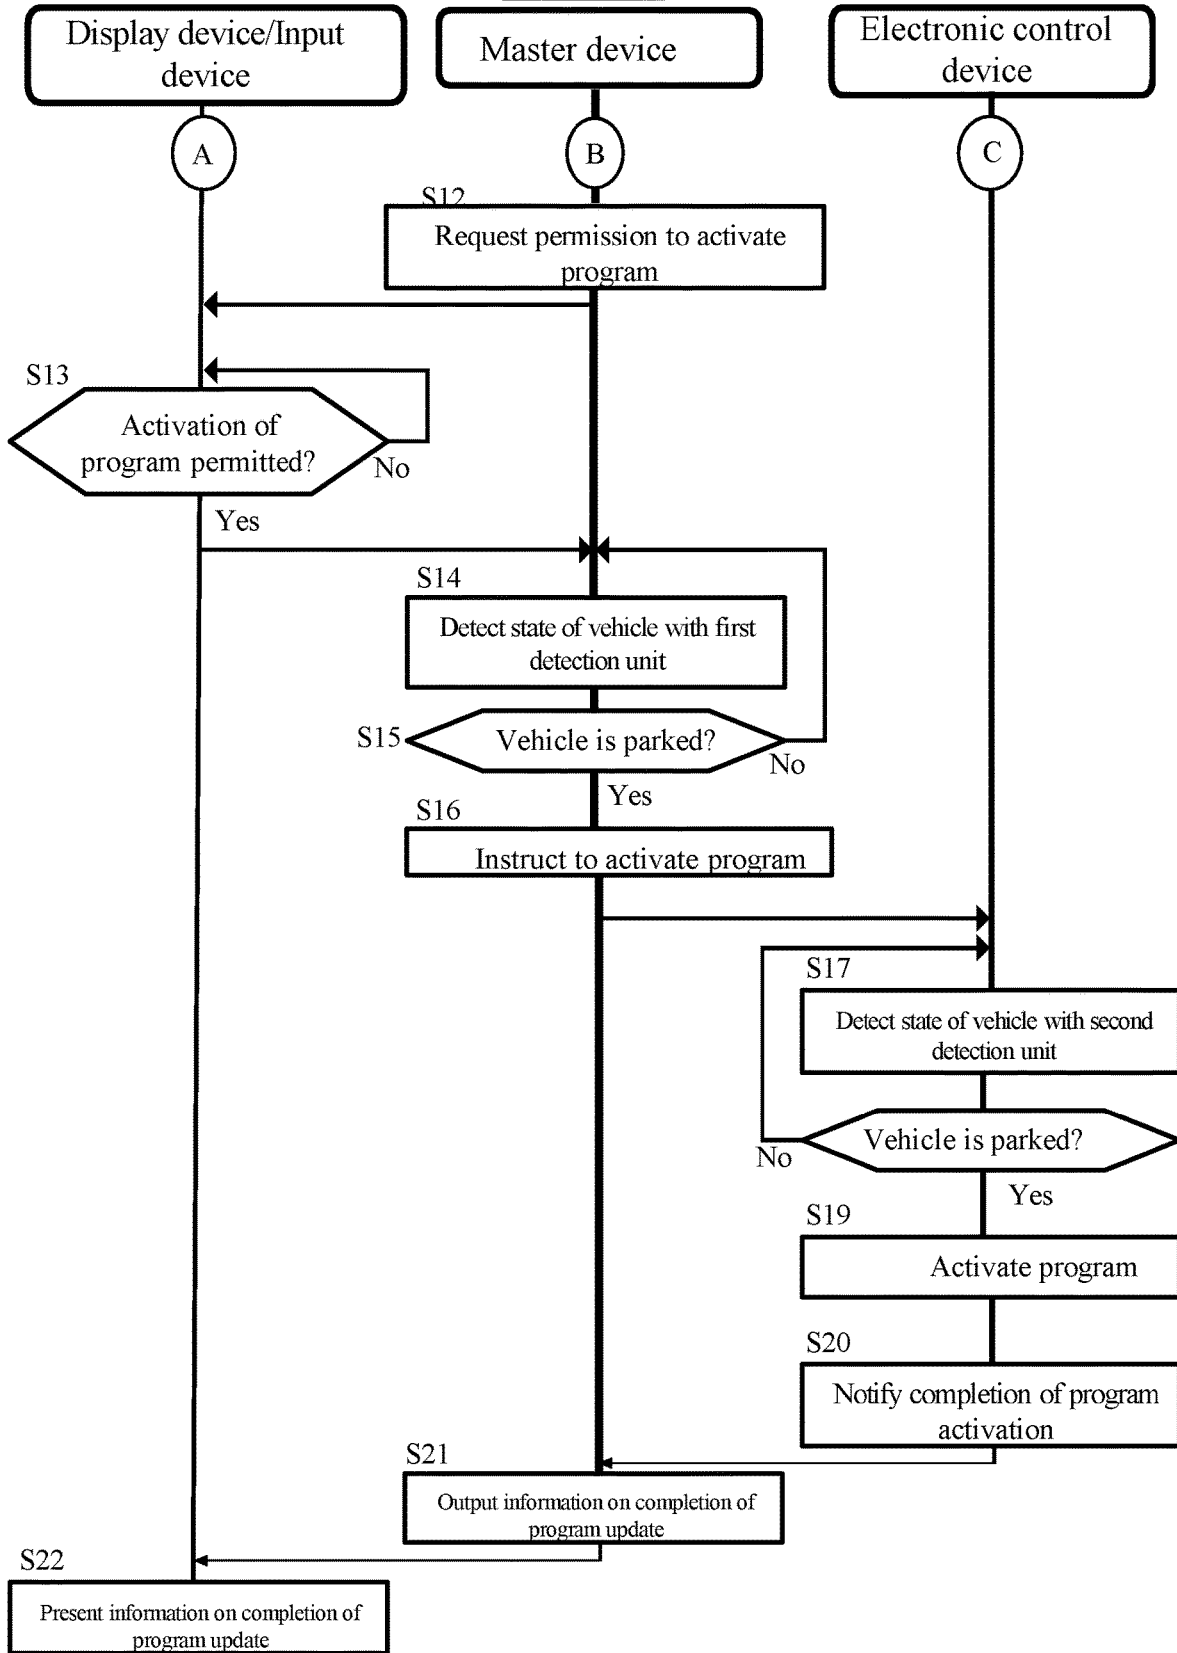 Display device/Input
device
Master device
Electronic control
device
A
B
C
S12
Request permission to activate
program
S13
Activation of
program permitted?
No
Yes
S14
Detect state of vehicle with first
detection unit
S15
Vehicle is parked?
No
Yes
S16
Instruct to activate program
S17
Detect state of vehicle with second
detection unit
Vehicle is parked?
No
Yes
S19
Activate program
S20
Notify completion of program
activation
S21
Output information on completion of
program update
S22
Present information on completion of
program update